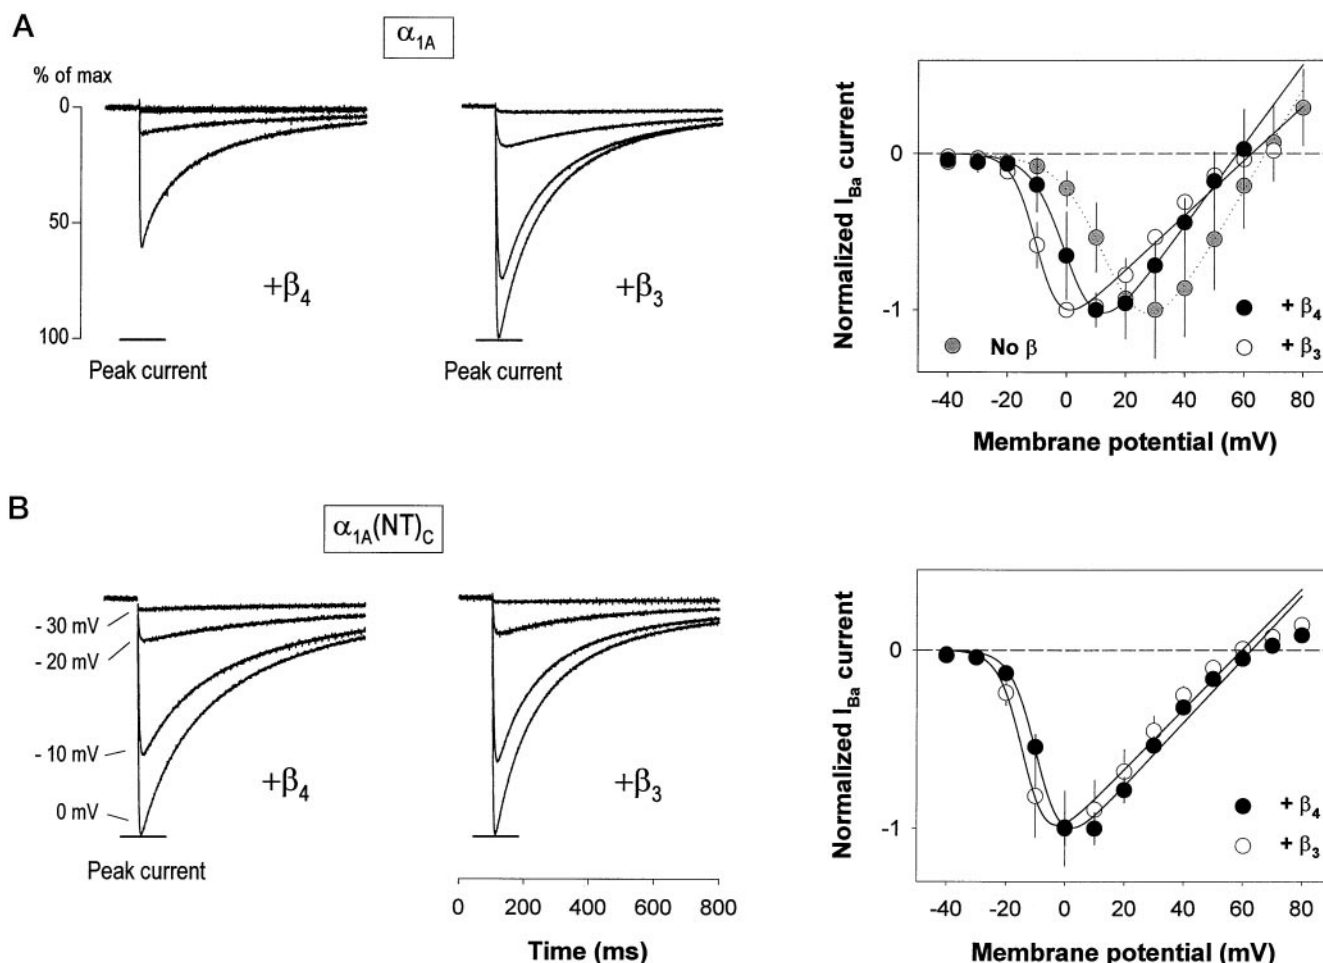 A
α1A
% of max
0
50
100
+β4
+β3
Peak current
Peak current
Normalized IBa current
0
-1
No β
+ β4
+ β3
-40 -20 0 20 40 60 80
Membrane potential (mV)
B
α1A(NT)C
- 30 mV
- 20 mV
- 10 mV
0 mV
+β4
+β3
Peak current
0 200 400 600 800
Time (ms)
Normalized IBa current
0
-1
+ β4
+ β3
-40 -20 0 20 40 60 80
Membrane potential (mV)